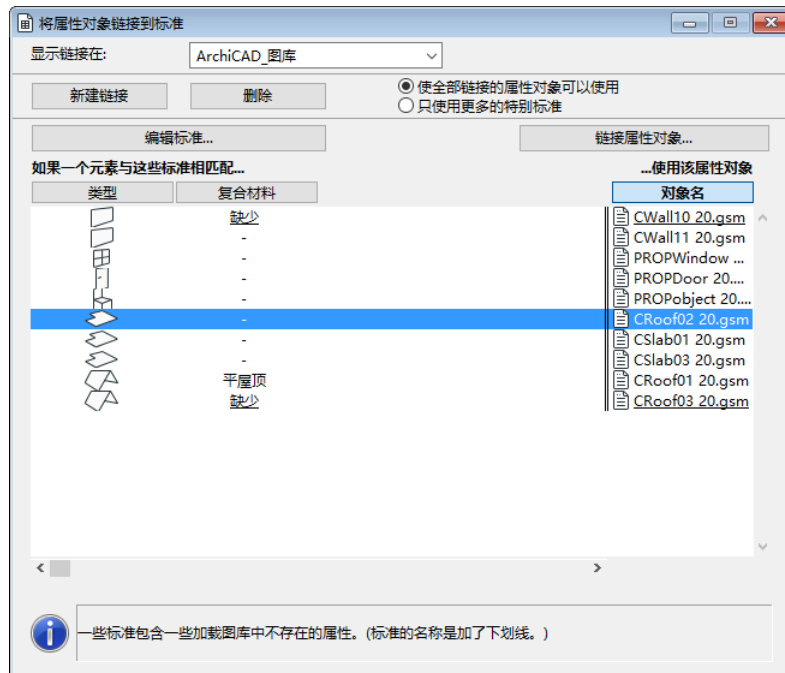 将属性对象链接到标准
显示链接在: ArchiCAD_图库
新建链接 删除 使全部链接的属性对象可以使用
只使用更多的特别标准
编辑标准... 链接属性对象...
如果一个元素与这些标准相匹配... ...使用该属性对象
类型 复合材料 对象名
缺少 CWall10 20.gsm
- CWall11 20.gsm
- PROPWindow ...
- PROPDoor 20....
- PROPobject 20....
- CRoof02 20.gsm
- CSlab01 20.gsm
- CSlab03 20.gsm
平屋顶 CRoof01 20.gsm
缺少 CRoof03 20.gsm
一些标准包含一些加载图库中不存在的属性。(标准的名称是加了下划线。)